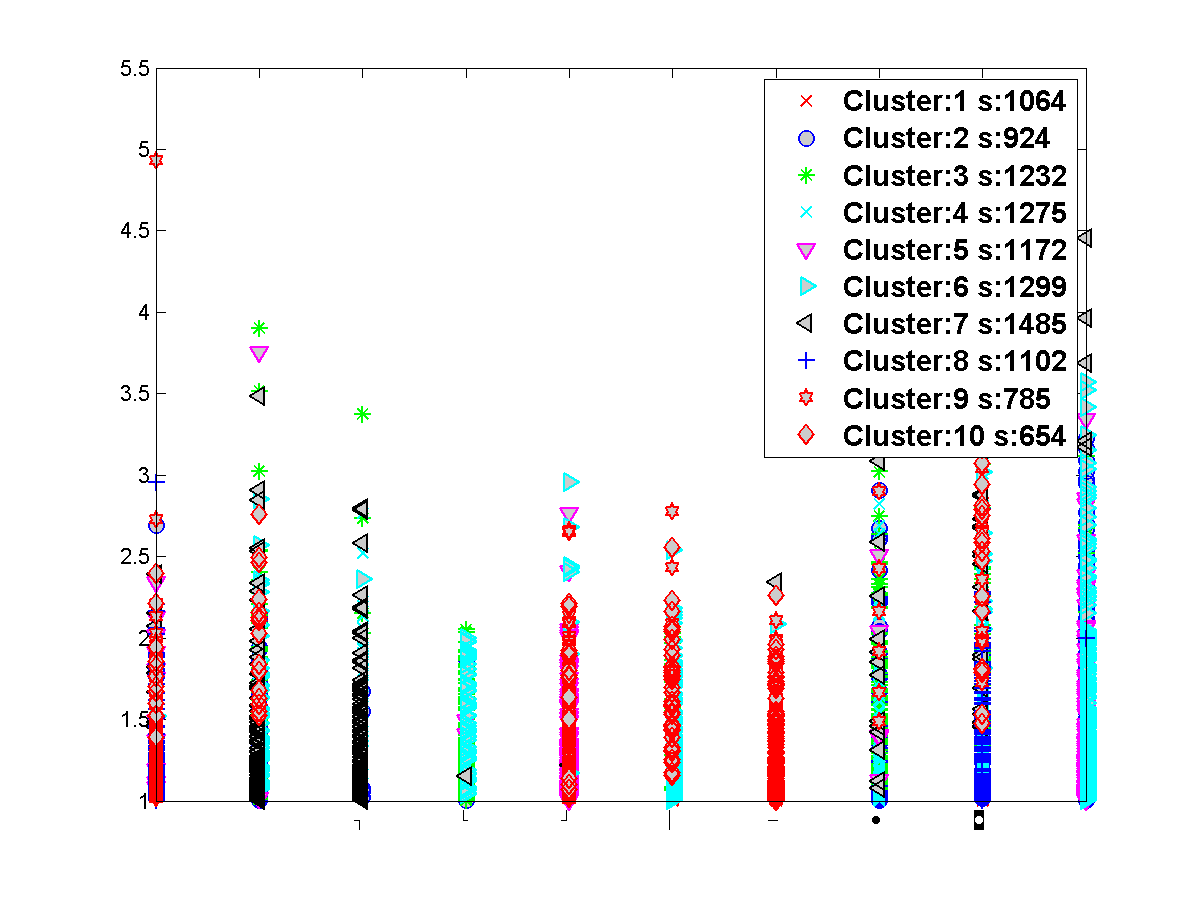 5.5
5
4.5
4
3.5
3
2.5
2
1.5
1
Cluster:1 s:1064
Cluster:2 s:924
Cluster:3 s:1232
Cluster:4 s:1275
Cluster:5 s:1172
Cluster:6 s:1299
Cluster:7 s:1485
Cluster:8 s:1102
Cluster:9 s:785
Cluster:10 s:654